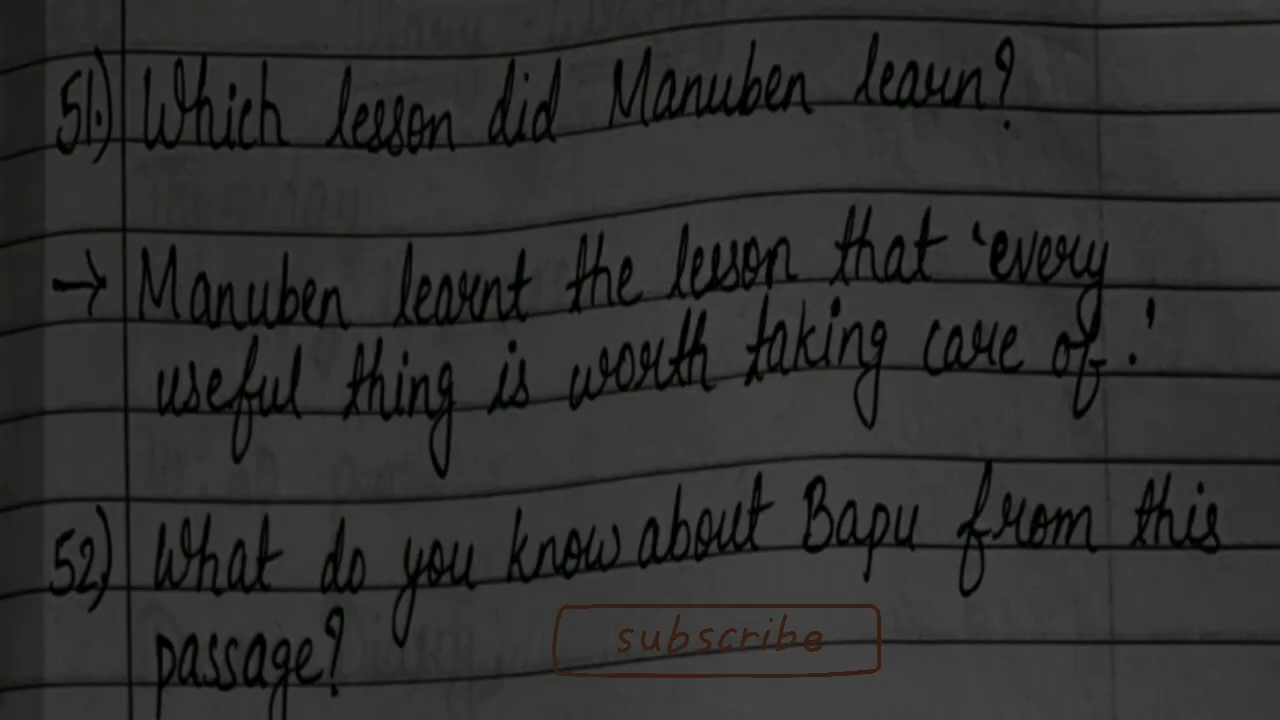 51.) Which lesson did Manuben learn?
→ Manuben learnt the lesson that 'every
useful thing is worth taking care of.'
52) What do you know about Bapu from this
passage?
subscribe